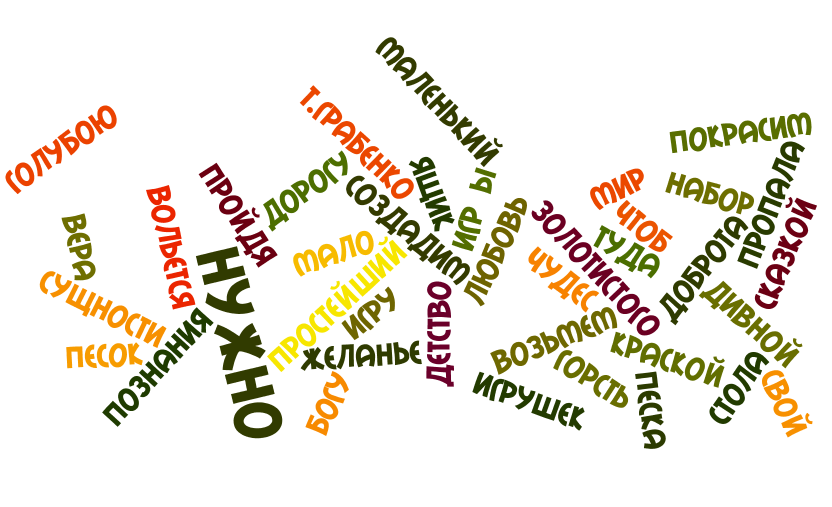 МАЛЕНЬКИЙ
Т.ГРАБЕНКО
ГОЛУБОЮ
ПОКРАСИМ
ПРОЙДЯ
ДОРОГУ
СОЗДАДИМ
ЯЩИК
ИГР Ы
МИР
НАБОР
ПРОПАЛА
ВОЛЬЕТСЯ
ВЕРА
ЛЮБОВЬ
ЗОЛОТИСТОГО
ЧТОБ
ТУДА
ДОБРОТА
СКАЗКОЙ
НУЖНО
МАЛО
ПРОСТЕЙШИЙ
ЧУДЕС
СУЩНОСТИ
ИГРУ
ДЕТСТВО
ДИВНОЙ
ПЕСОК
ПОЗНАНИЯ
ЖЕЛАНЬЕ
ВОЗЬМЕМ
КРАСКОЙ
БОГУ
ИГРУШЕК
ГОРСТЬ
ПЕСКА
СТОЛА
СВОЙ